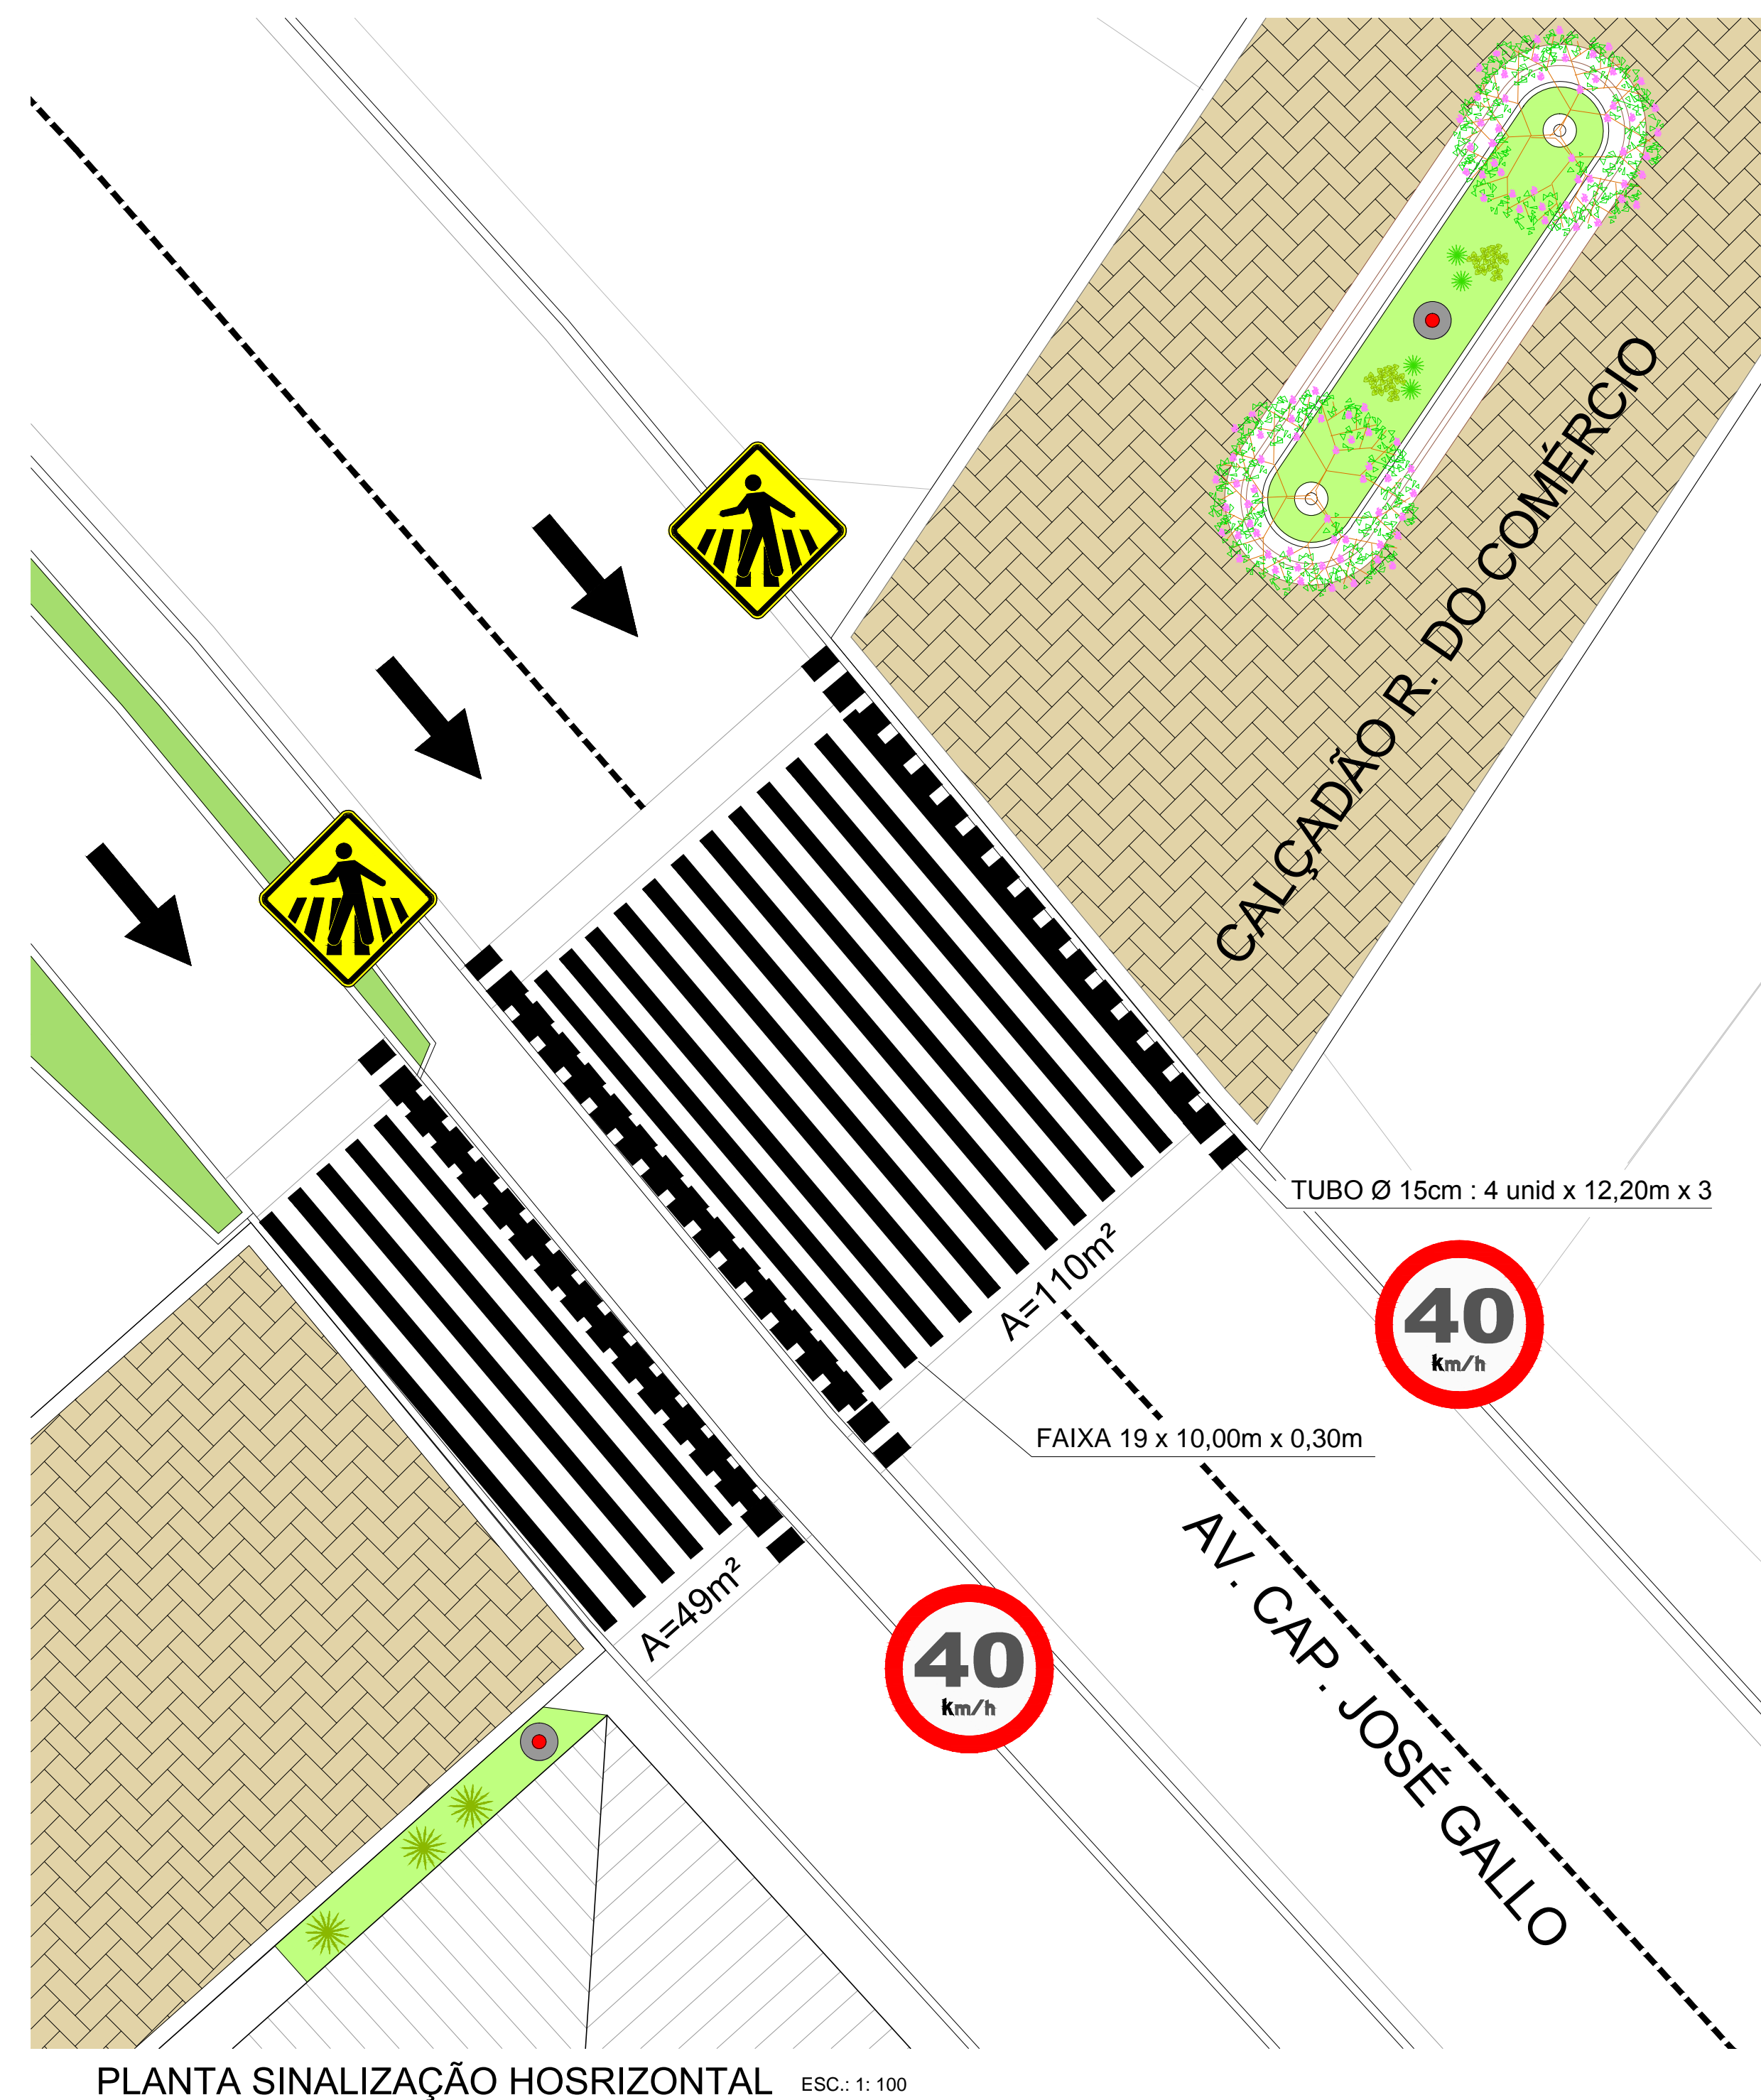 CALÇADÃO R. DO COMÉRCIO
TUBO Ø 15cm : 4 unid x 12,20m x 3
A=110m²
40
km/h
FAIXA 19 x 10,00m x 0,30m
A=49m²
40
km/h
AV. CAP. JOSÉ GALLO
PLANTA SINALIZAÇÃO HOSRIZONTAL ESC.: 1: 100